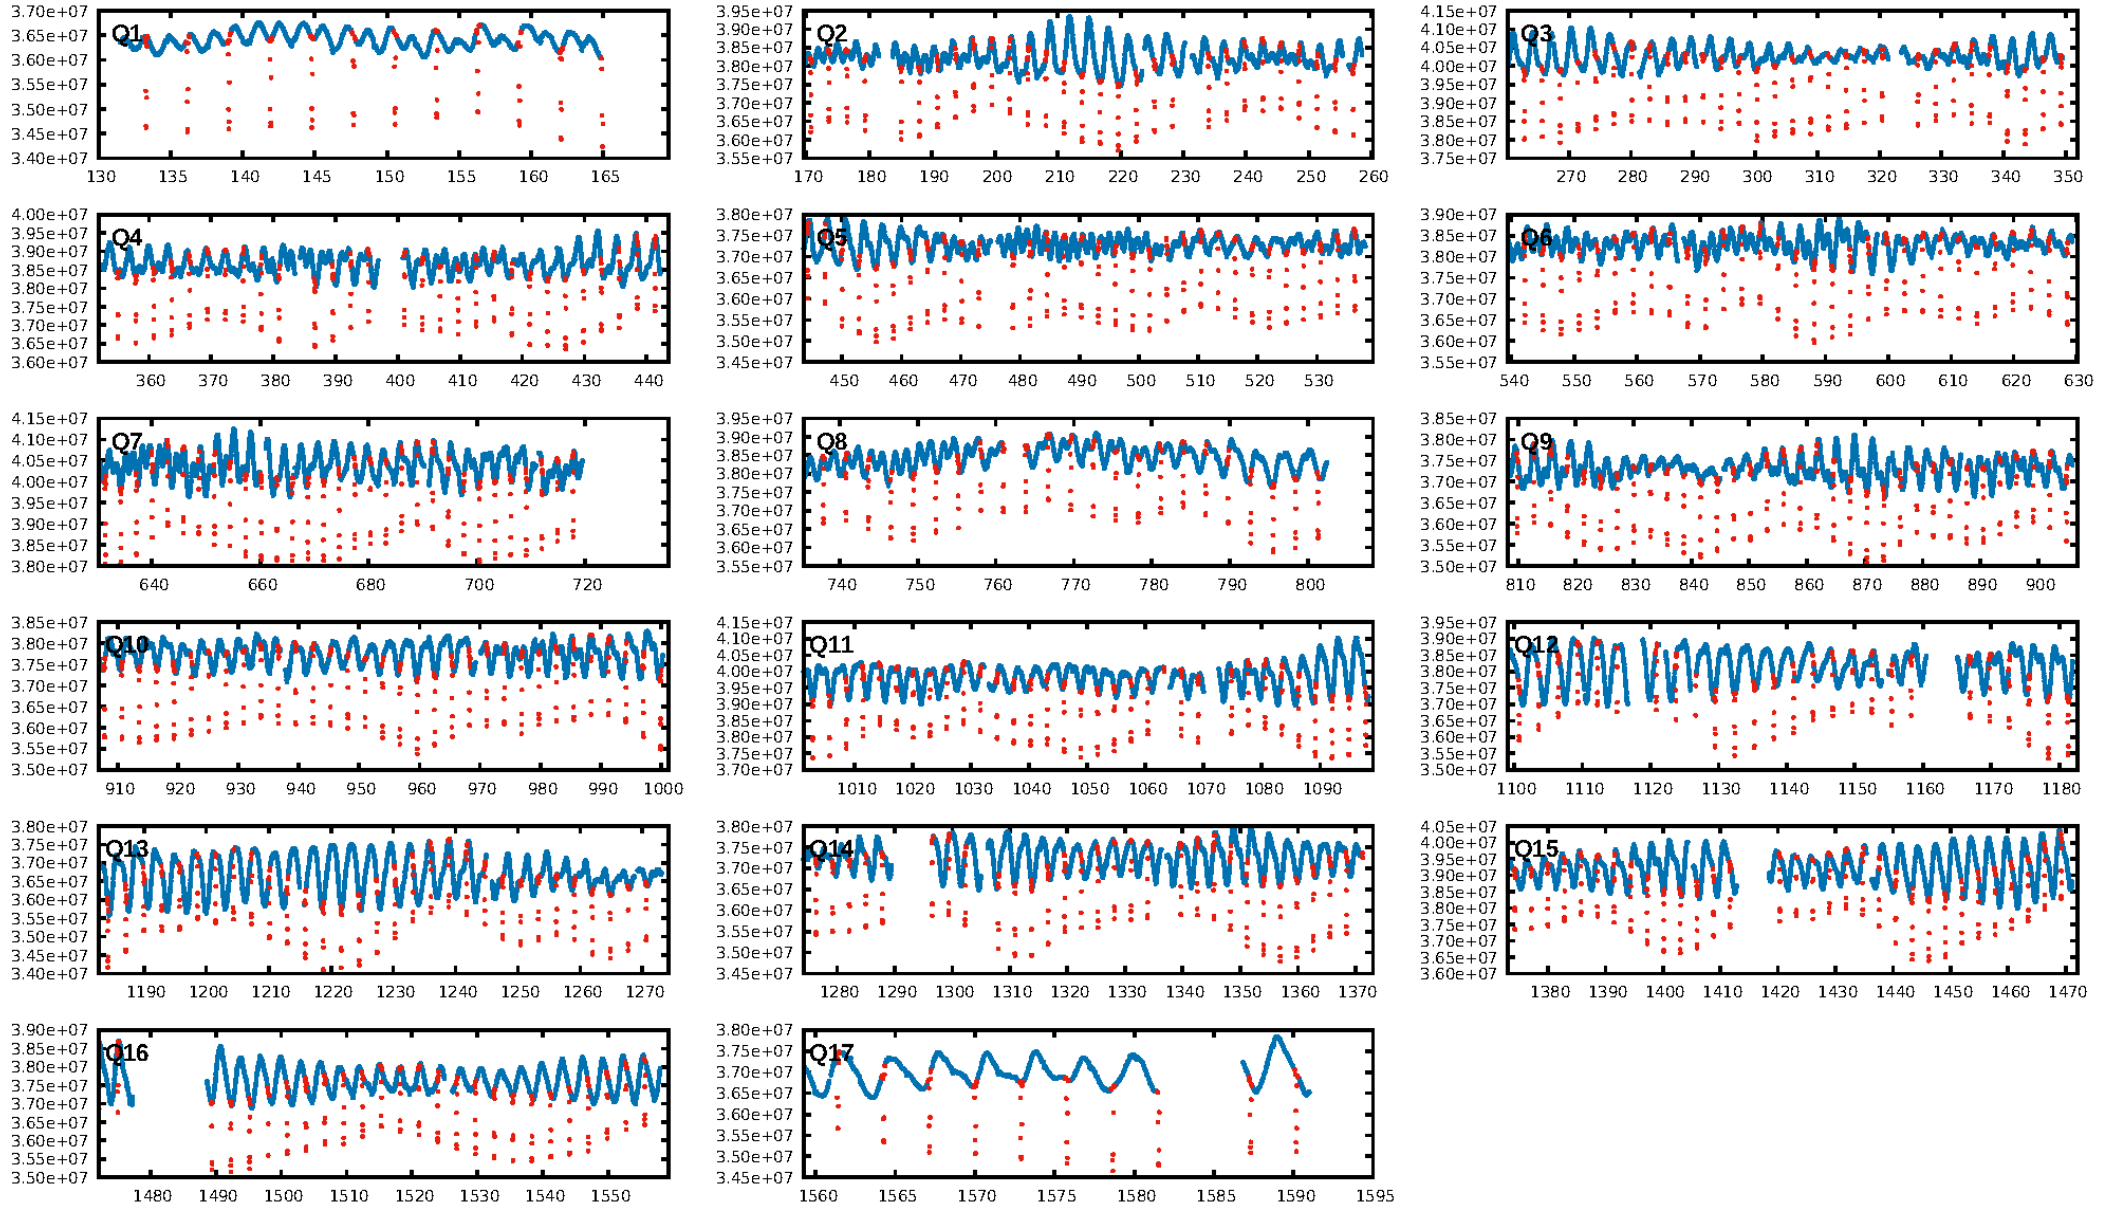 3.70e+07 3.65e+07 3.60e+07 3.55e+07 3.50e+07 3.45e+07 3.40e+07
Q1
130 135 140 145 150 155 160 165
3.95e+07 3.90e+07 3.85e+07 3.80e+07 3.75e+07 3.70e+07 3.65e+07 3.60e+07 3.55e+07
Q2
170 180 190 200 210 220 230 240 250 260
4.15e+07 4.10e+07 4.05e+07 4.00e+07 3.95e+07 3.90e+07 3.85e+07 3.80e+07 3.75e+07
Q3
270 280 290 300 310 320 330 340 350
4.00e+07 3.95e+07 3.90e+07 3.85e+07 3.80e+07 3.75e+07 3.70e+07 3.65e+07 3.60e+07
Q4
360 370 380 390 400 410 420 430 440
3.80e+07 3.75e+07 3.70e+07 3.65e+07 3.60e+07 3.55e+07 3.50e+07 3.45e+07
Q5
450 460 470 480 490 500 510 520 530
3.90e+07 3.85e+07 3.80e+07 3.75e+07 3.70e+07 3.65e+07 3.60e+07 3.55e+07
Q6
540 550 560 570 580 590 600 610 620 630
4.15e+07 4.10e+07 4.05e+07 4.00e+07 3.95e+07 3.90e+07 3.85e+07 3.80e+07
Q7
640 660 680 700 720
3.95e+07 3.90e+07 3.85e+07 3.80e+07 3.75e+07 3.70e+07 3.65e+07 3.60e+07 3.55e+07
Q8
740 750 760 770 780 790 800
3.85e+07 3.80e+07 3.75e+07 3.70e+07 3.65e+07 3.60e+07 3.55e+07 3.50e+07
Q9
810 820 830 840 850 860 870 880 890 900
3.85e+07 3.80e+07 3.75e+07 3.70e+07 3.65e+07 3.60e+07 3.55e+07 3.50e+07
Q10
910 920 930 940 950 960 970 980 990 1000
4.15e+07 4.10e+07 4.05e+07 4.00e+07 3.95e+07 3.90e+07 3.85e+07 3.80e+07 3.75e+07 3.70e+07
Q11
1010 1020 1030 1040 1050 1060 1070 1080 1090
3.95e+07 3.90e+07 3.85e+07 3.80e+07 3.75e+07 3.70e+07 3.65e+07 3.60e+07 3.55e+07 3.50e+07
Q12
1100 1110 1120 1130 1140 1150 1160 1170 1180
3.80e+07 3.75e+07 3.70e+07 3.65e+07 3.60e+07 3.55e+07 3.50e+07 3.45e+07 3.40e+07
Q13
1190 1200 1210 1220 1230 1240 1250 1260 1270
3.80e+07 3.75e+07 3.70e+07 3.65e+07 3.60e+07 3.55e+07 3.50e+07 3.45e+07
Q14
1280 1290 1300 1310 1320 1330 1340 1350 1360 1370
4.05e+07 4.00e+07 3.95e+07 3.90e+07 3.85e+07 3.80e+07 3.75e+07 3.70e+07 3.65e+07 3.60e+07
Q15
1380 1390 1400 1410 1420 1430 1440 1450 1460 1470
3.90e+07 3.85e+07 3.80e+07 3.75e+07 3.70e+07 3.65e+07 3.60e+07 3.55e+07 3.50e+07
Q16
1480 1490 1500 1510 1520 1530 1540 1550
3.80e+07 3.75e+07 3.70e+07 3.65e+07 3.60e+07 3.55e+07 3.50e+07 3.45e+07
Q17
1560 1565 1570 1575 1580 1585 1590 1595